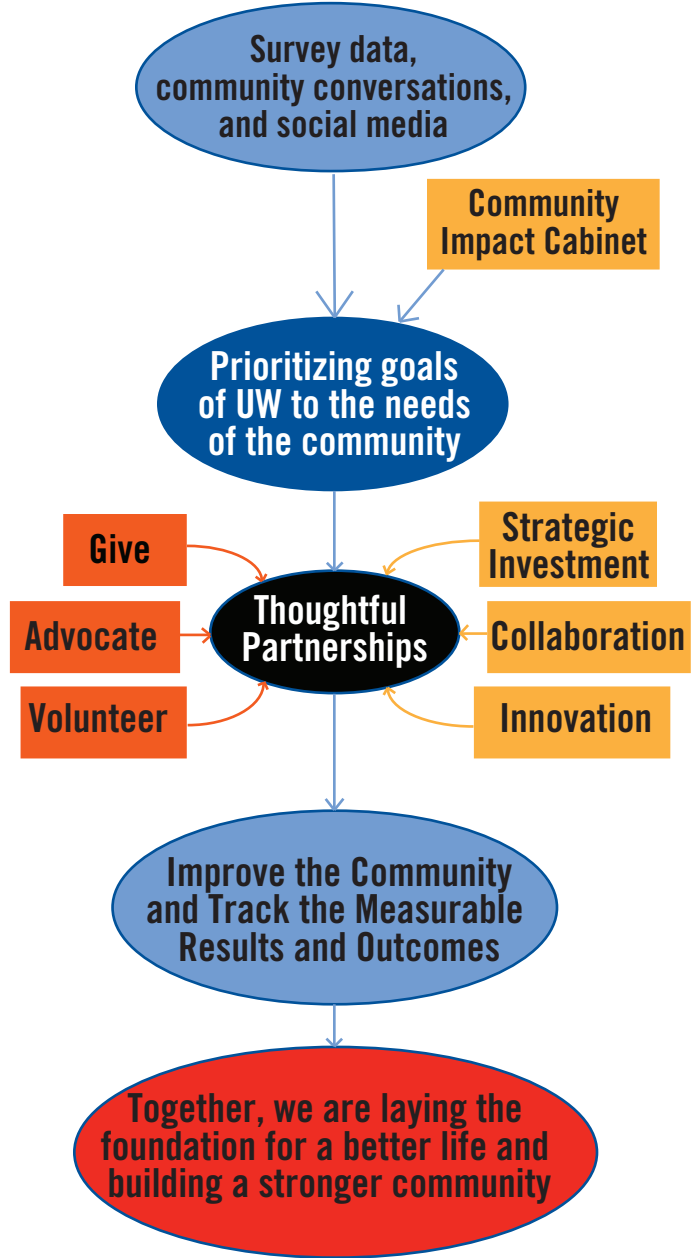 Survey data,
community conversations,
and social media
Community
Impact Cabinet
Prioritizing goals
of UW to the needs
of the community
Give
Advocate
Volunteer
Thoughtful
Partnerships
Strategic
Investment
Collaboration
Innovation
Improve the Community
and Track the Measurable
Results and Outcomes
Together, we are laying the
foundation for a better life and
building a stronger community